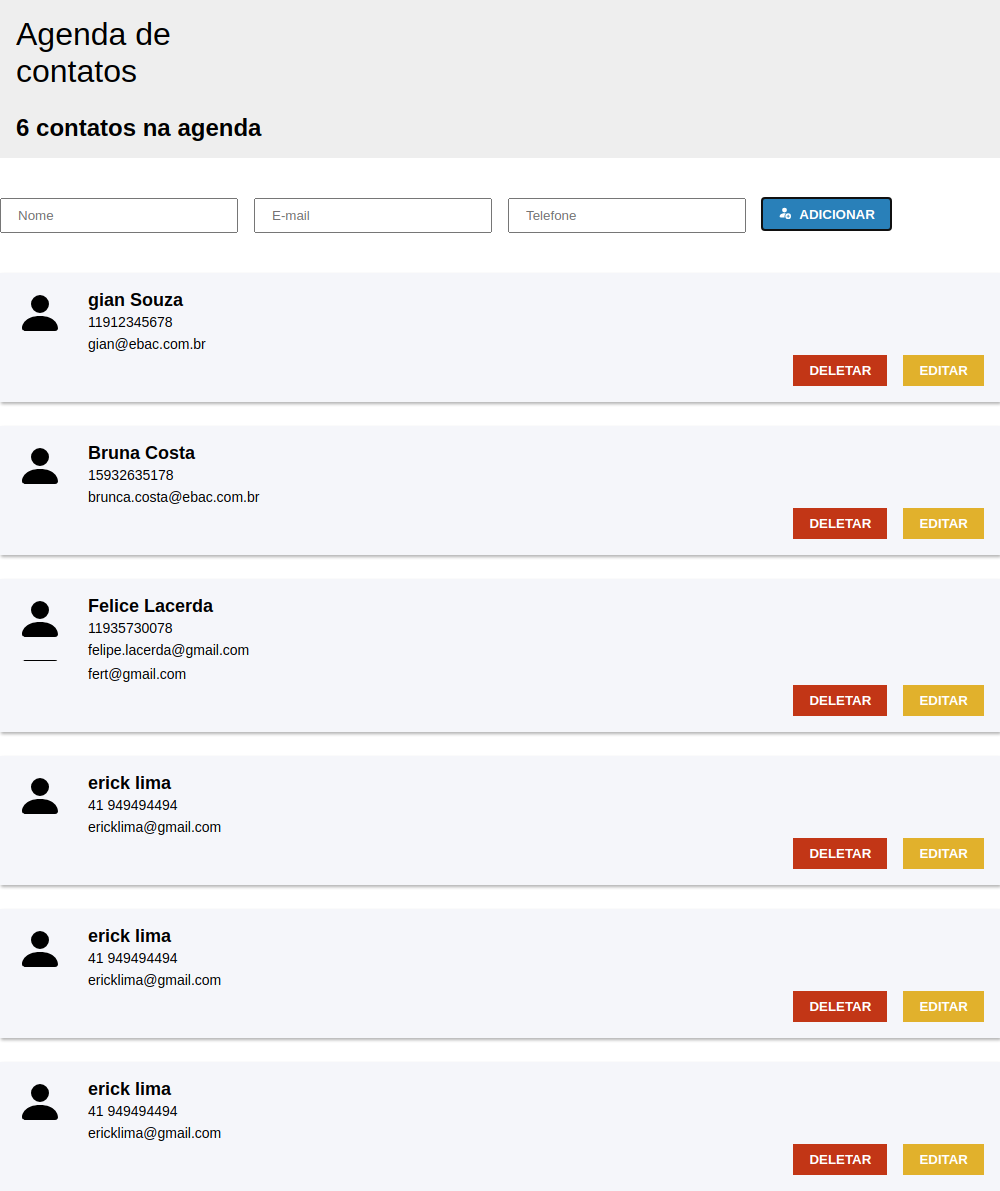 Agenda de
contatos
6 contatos na agenda
Nome E-mail Telefone ADICIONAR
gian Souza
11912345678
gian@ebac.com.br
DELETAR EDITAR
Bruna Costa
15932635178
brunca.costa@ebac.com.br
DELETAR EDITAR
Felice Lacerda
11935730078
felipe.lacerda@gmail.com
fert@gmail.com
DELETAR EDITAR
erick lima
41 949494494
ericklima@gmail.com
DELETAR EDITAR
erick lima
41 949494494
ericklima@gmail.com
DELETAR EDITAR
erick lima
41 949494494
ericklima@gmail.com
DELETAR EDITAR